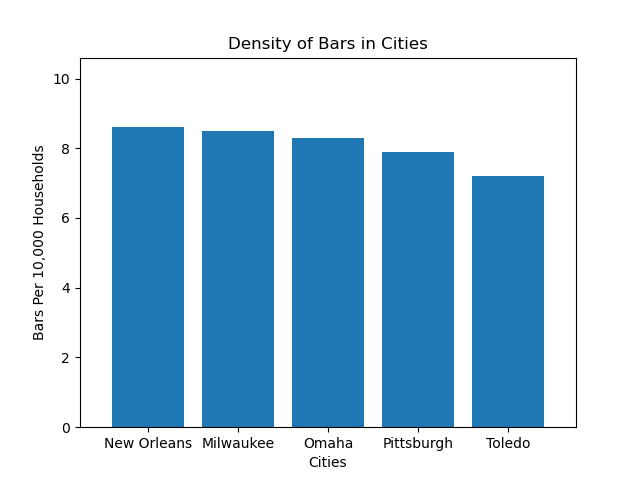 Density of Bars in Cities
Bars Per 10,000 Households
10
8
6
4
2
0
New Orleans Milwaukee Omaha Pittsburgh Toledo
Cities